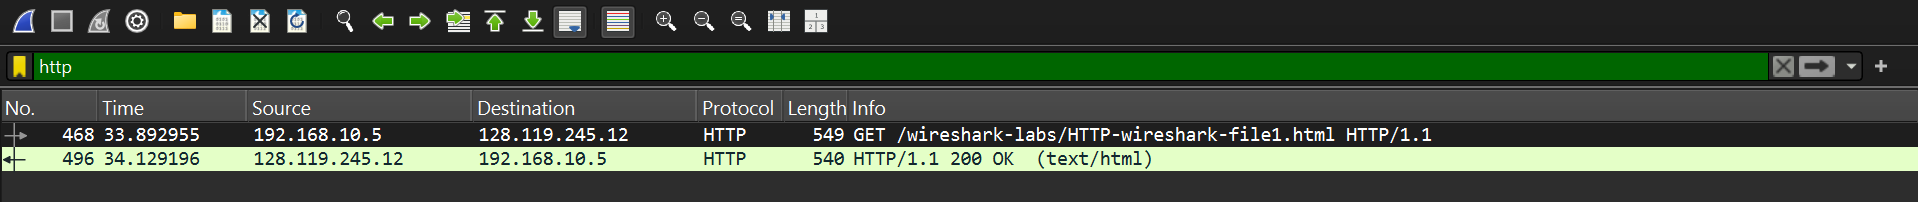 http
No. Time Source Destination Protocol Length Info
468 33.892955 192.168.10.5 128.119.245.12 HTTP 549 GET /wireshark-labs/HTTP-wireshark-file1.html HTTP/1.1
496 34.129196 128.119.245.12 192.168.10.5 HTTP 540 HTTP/1.1 200 OK (text/html)